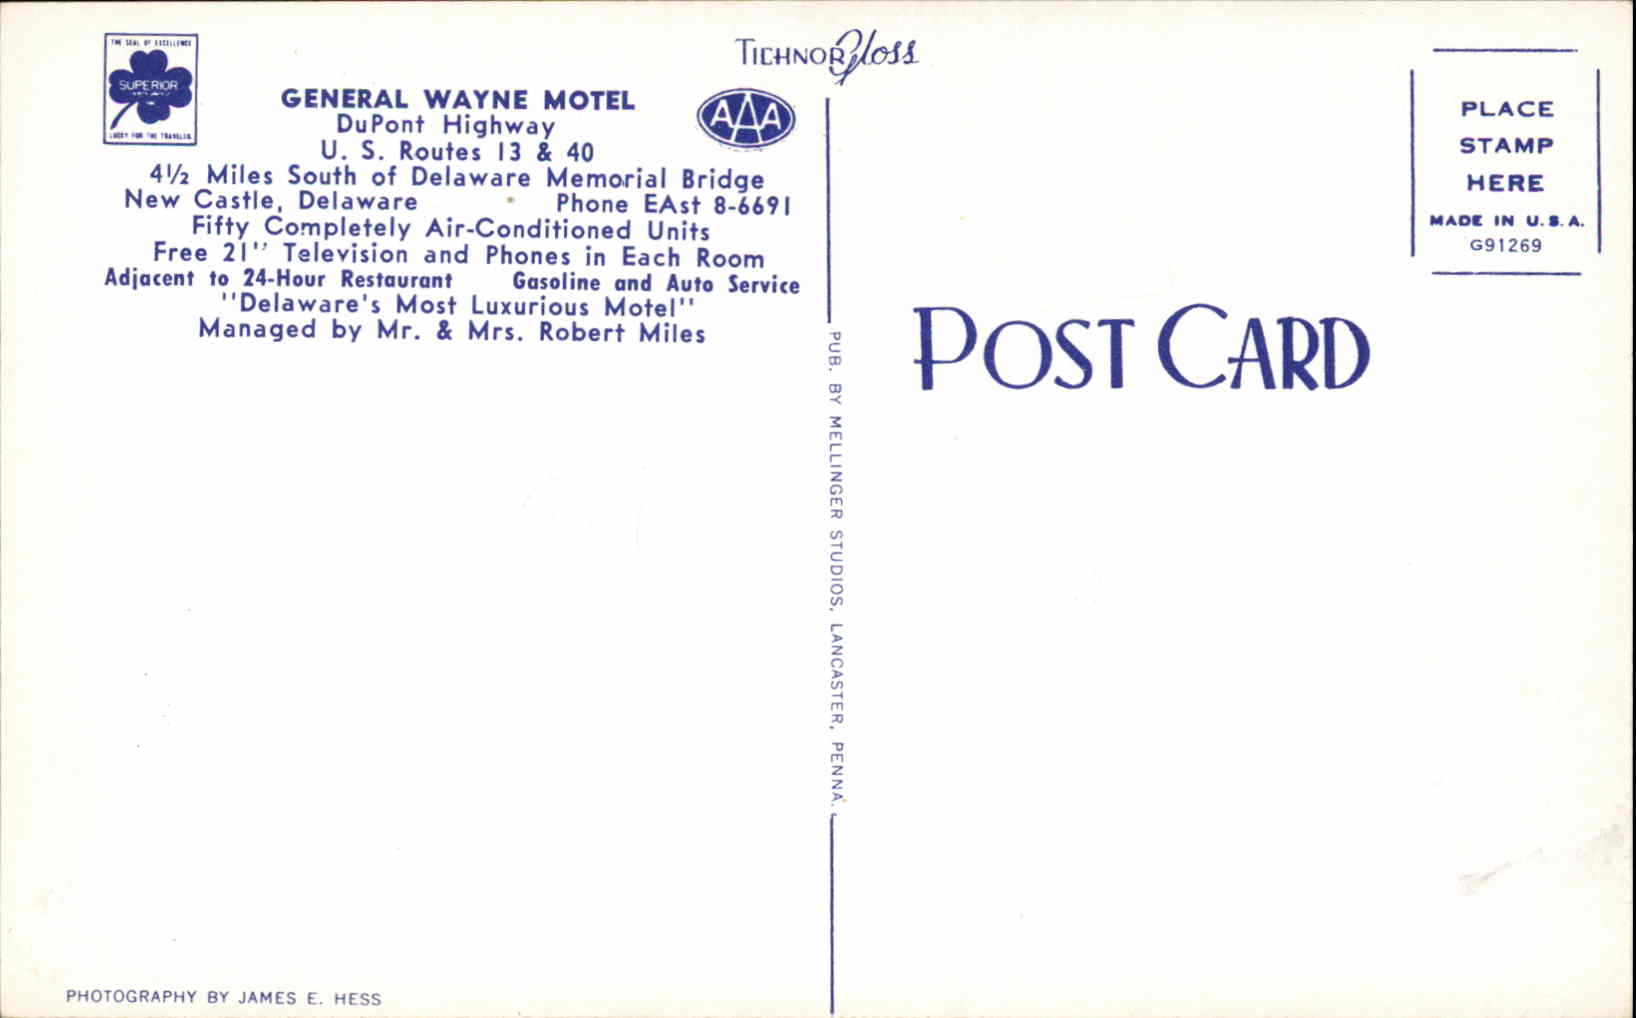 THE SEAL OF EXCELLENCE
SUPERIOR
LUCKY FOR THE TRAVELER
TICHNOR Gloss
AAA
GENERAL WAYNE MOTEL
DuPont Highway
U. S. Routes 13 & 40
4½ Miles South of Delaware Memorial Bridge
New Castle, Delaware Phone EAst 8-6691
Fifty Completely Air-Conditioned Units
Free 21" Television and Phones in Each Room
Adjacent to 24-Hour Restaurant Gasoline and Auto Service
"Delaware's Most Luxurious Motel"
Managed by Mr. & Mrs. Robert Miles
PHOTOGRAPHY BY JAMES E. HESS
PUB. BY MELLINGER STUDIOS, LANCASTER, PENNA.
PLACE
STAMP
HERE
MADE IN U.S.A.
G91269
POST CARD